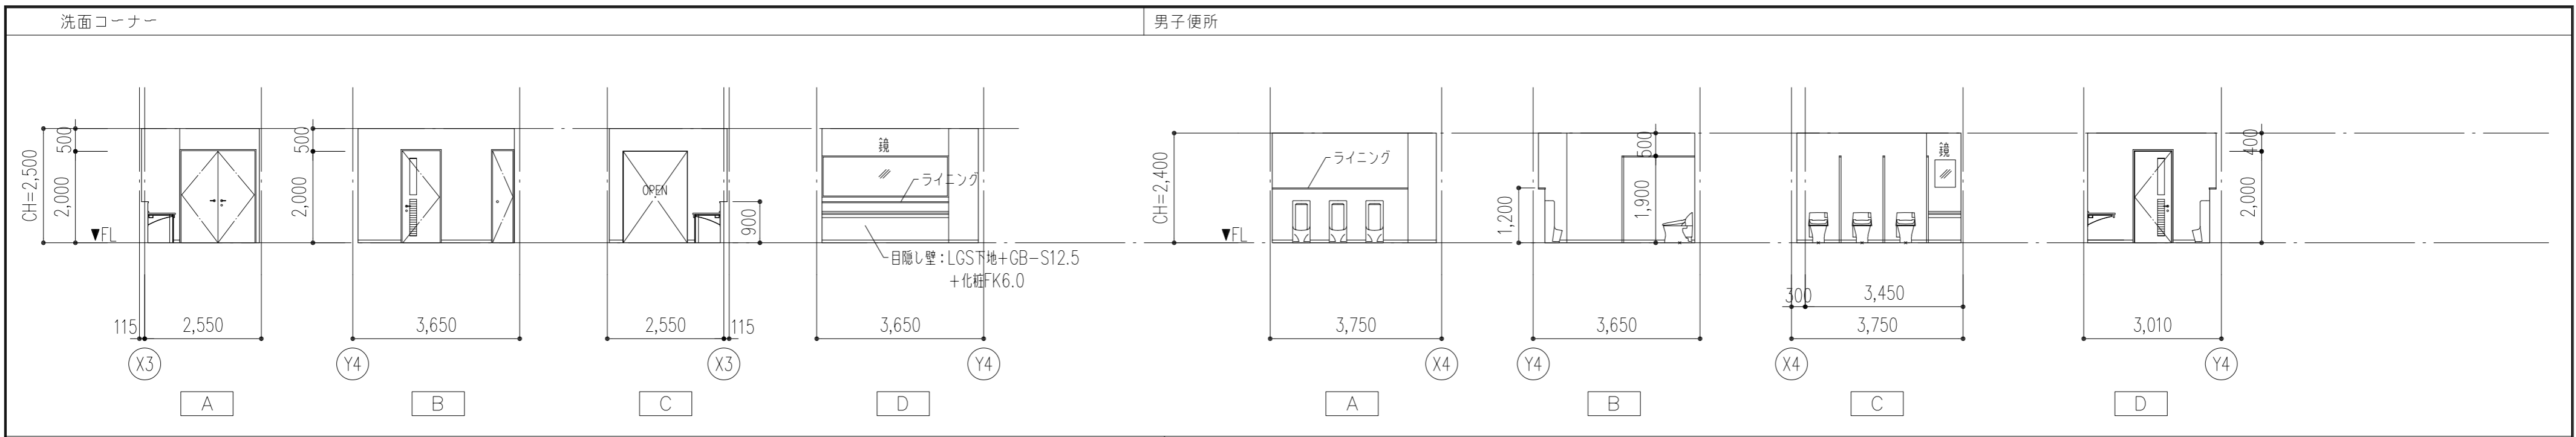 洗面コーナー
男子便所
CH=2,500
500
2,000
▼FL
115
2,550
X3
A
500
2,000
3,650
Y4
B
OPEN
900
2,550
115
X3
C
鏡
ライニング
目隠し壁：LGS下地+GB-S12.5
+化粧FK6.0
3,650
Y4
D
CH=2,400
▼FL
ライニング
3,750
X4
A
1,200
500
1,900
3,650
Y4
B
鏡
300
3,450
3,750
X4
C
400
2,000
3,010
Y4
D